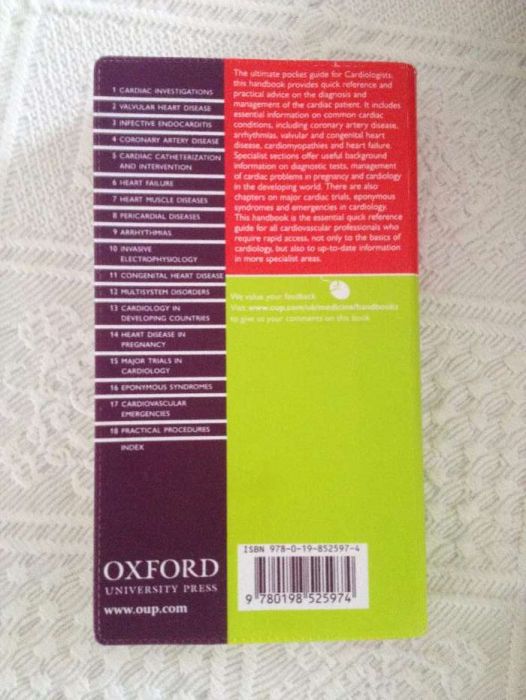 1 CARDIAC INVESTIGATIONS
2 VALVULAR HEART DISEASE
3 INFECTIVE ENDOCARDITIS
4 CORONARY ARTERY DISEASE
5 CARDIAC CATHETERIZATION
AND INTERVENTION
6 HEART FAILURE
7 HEART MUSCLE DISEASES
8 PERICARDIAL DISEASES
9 ARRHYTHMIAS
10 INVASIVE
ELECTROPHYSIOLOGY
11 CONGENITAL HEART DISEASE
12 MULTISYSTEM DISORDERS
13 CARDIOLOGY IN
DEVELOPING COUNTRIES
14 HEART DISEASE IN
PREGNANCY
15 MAJOR TRIALS IN
CARDIOLOGY
16 EPONYMOUS SYNDROMES
17 CARDIOVASCULAR
EMERGENCIES
18 PRACTICAL PROCEDURES
INDEX
OXFORD
UNIVERSITY PRESS
www.oup.com
The ultimate pocket guide for Cardiologists,
this handbook provides quick reference and
practical advice on the diagnosis and
management of the cardiac patient. It includes
essential information on common cardiac
conditions, including coronary artery disease,
arrhythmias, valvular and congenital heart
disease, cardiomyopathies and heart failure.
Specialist sections offer useful background
information on diagnostic tests, management
of cardiac problems in pregnancy and cardiology
in the developing world. There are also
chapters on major cardiac trials, eponymous
syndromes and emergencies in cardiology.
This handbook is the essential quick reference
guide for all cardiovascular professionals who
require rapid access, not only to the basics of
cardiology, but also to up-to-date information
in more specialist areas.
We value your feedback
Visit www.oup.com/uk/medicine/handbooks
to give us your comments on this book
ISBN 978-0-19-852597-4
9 780198 525974